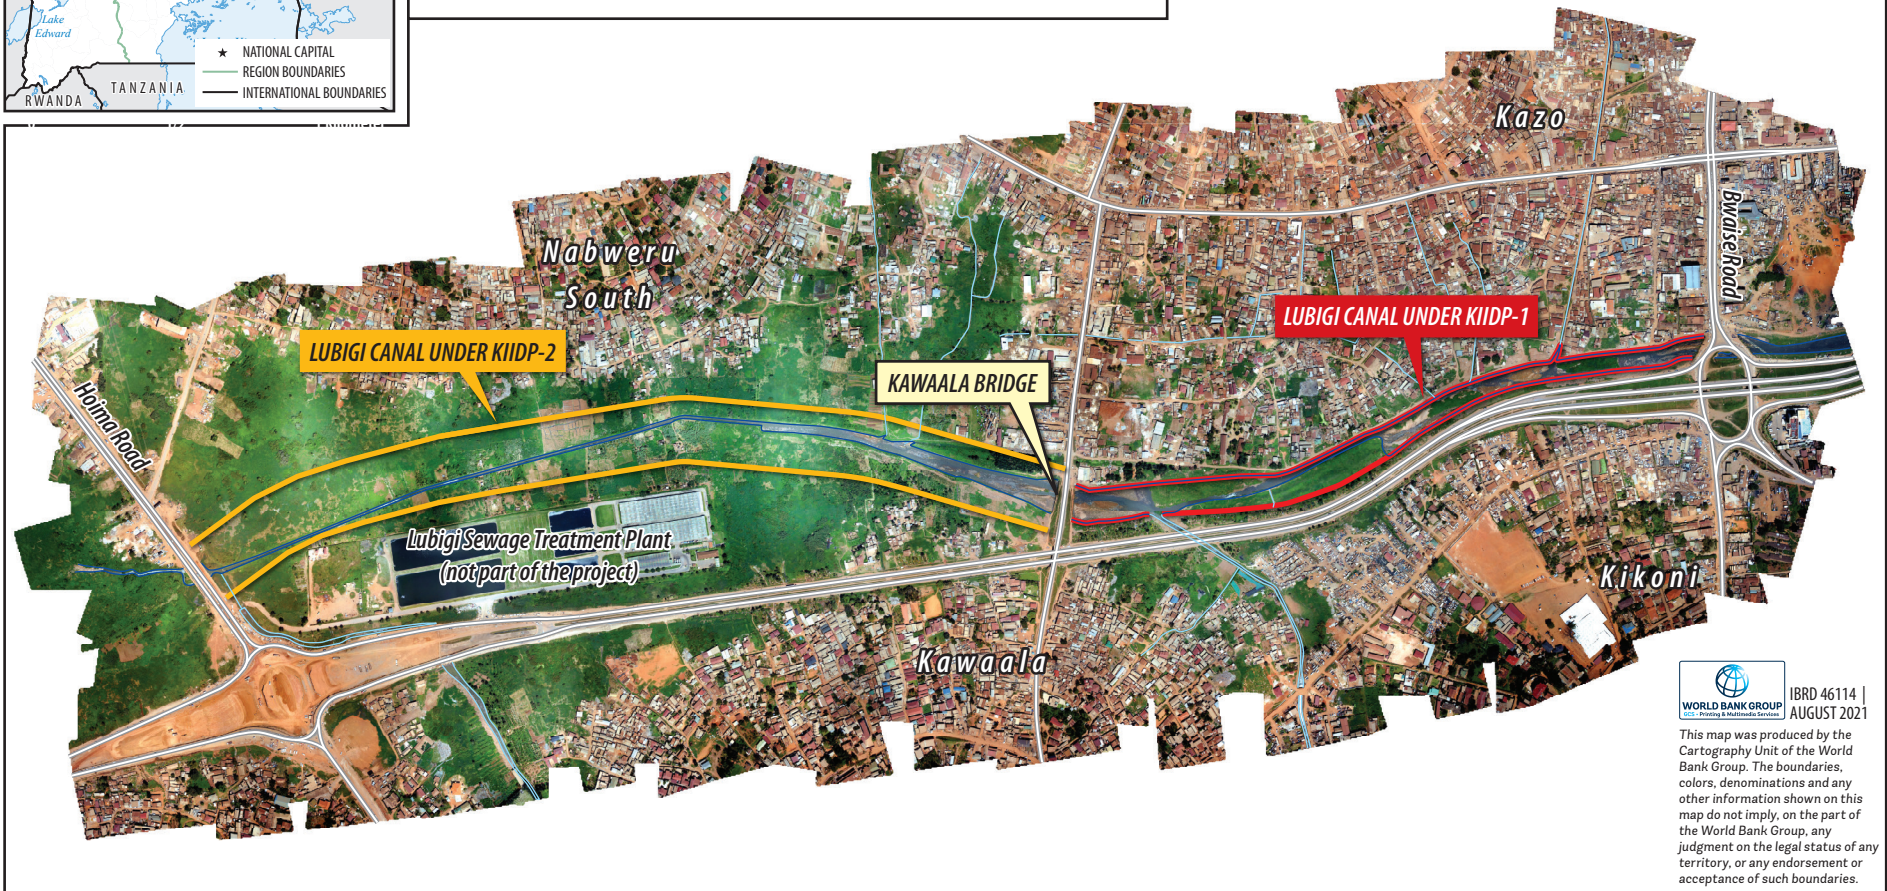 Lake
Edward
★ NATIONAL CAPITAL
REGION BOUNDARIES
INTERNATIONAL BOUNDARIES
TANZANIA
RWANDA
Kazo
Bwaise Road
Nabweru
South
LUBIGI CANAL UNDER KIIDP-1
LUBIGI CANAL UNDER KIIDP-2
KAWAALA BRIDGE
Hoima Road
Lubigi Sewage Treatment Plant
(not part of the project)
Kikoni
Kawaala
WORLD BANK GROUP
GCS - Printing & Multimedia Services
IBRD 46114 |
AUGUST 2021
This map was produced by the
Cartography Unit of the World
Bank Group. The boundaries,
colors, denominations and any
other information shown on this
map do not imply, on the part of
the World Bank Group, any
judgment on the legal status of any
territory, or any endorsement or
acceptance of such boundaries.